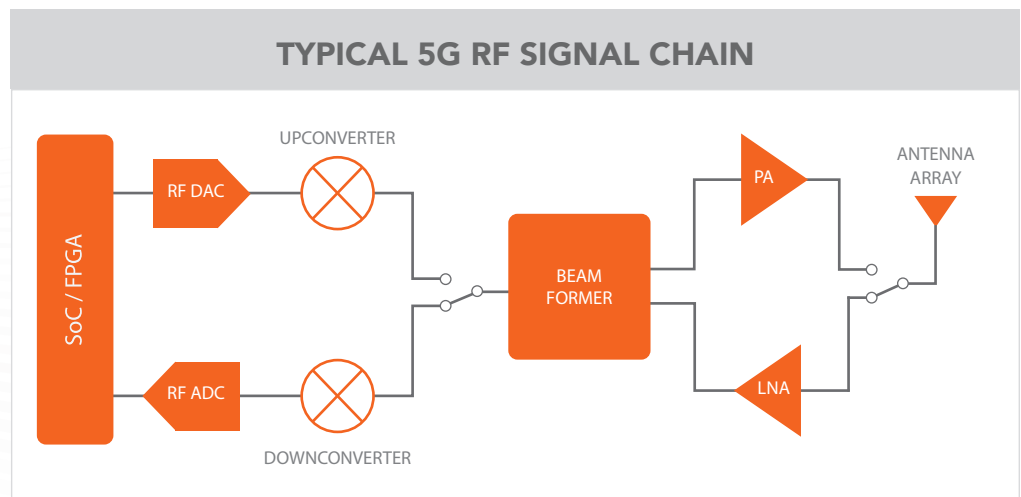 TYPICAL 5G RF SIGNAL CHAIN
UPCONVERTER
RF DAC
SoC / FPGA
RF ADC
DOWNCONVERTER
BEAM
FORMER
PA
LNA
ANTENNA
ARRAY